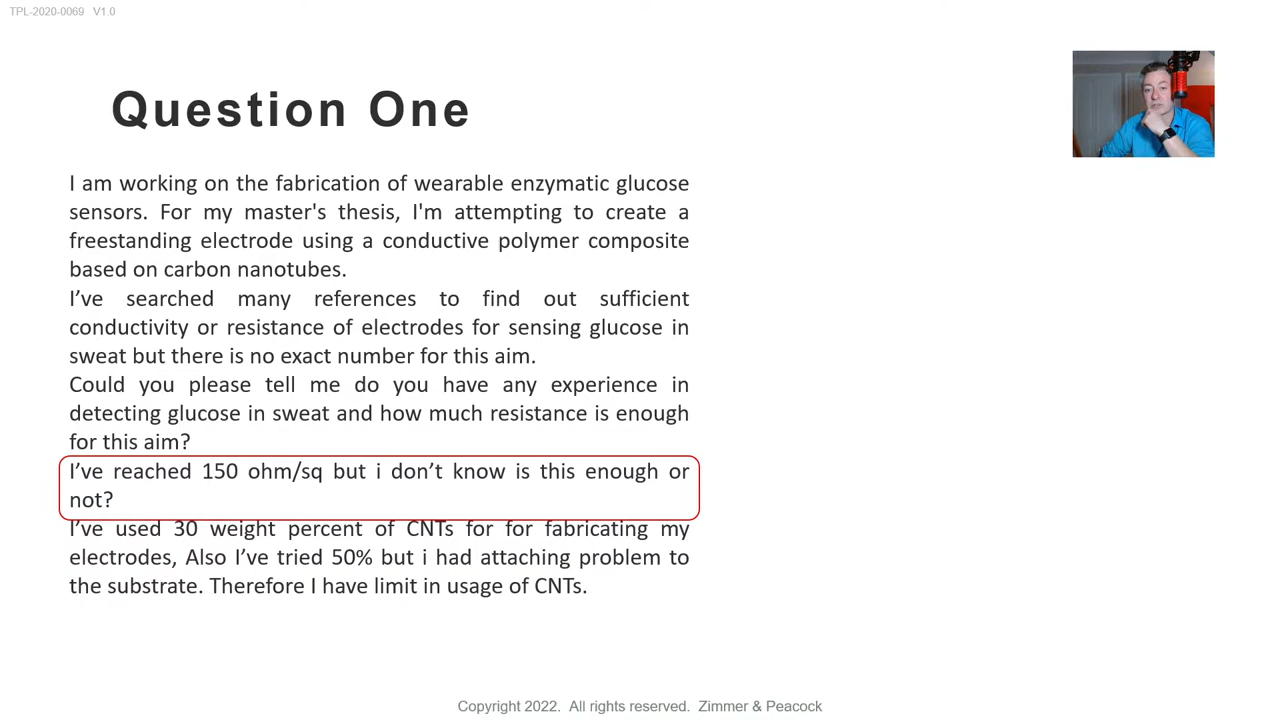 TPL-2020-0069 V1.0
Question One
I am working on the fabrication of wearable enzymatic glucose
sensors. For my master's thesis, I'm attempting to create a
freestanding electrode using a conductive polymer composite
based on carbon nanotubes.
I’ve searched many references to find out sufficient
conductivity or resistance of electrodes for sensing glucose in
sweat but there is no exact number for this aim.
Could you please tell me do you have any experience in
detecting glucose in sweat and how much resistance is enough
for this aim?
I’ve reached 150 ohm/sq but i don’t know is this enough or
not?
I’ve used 30 weight percent of CNTs for for fabricating my
electrodes, Also I’ve tried 50% but i had attaching problem to
the substrate. Therefore I have limit in usage of CNTs.
Copyright 2022. All rights reserved. Zimmer & Peacock